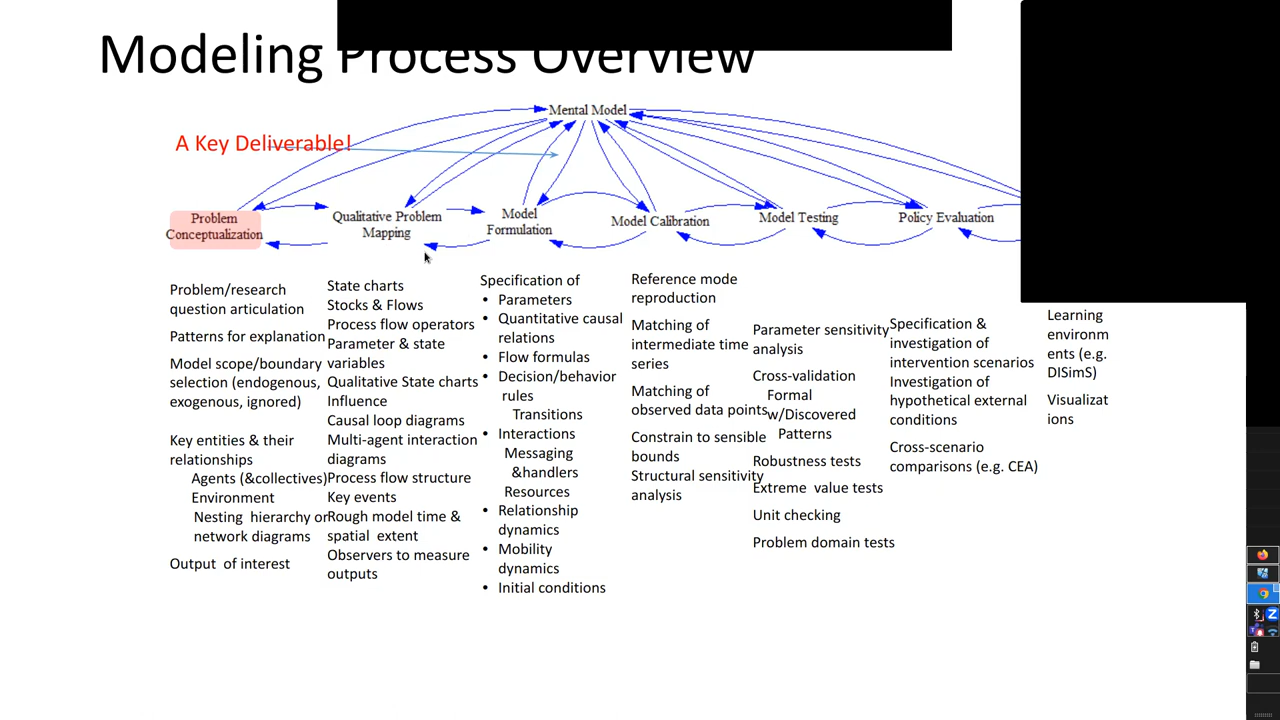 Modeling Process Overview
Mental Model
A Key Deliverable!
Problem
Conceptualization
Qualitative Problem
Mapping
Model
Formulation
Model Calibration
Model Testing
Policy Evaluation
Problem/research
question articulation
Patterns for explanation
Model scope/boundary
selection (endogenous,
exogenous, ignored)
Key entities & their
relationships
Agents (&collectives)
Environment
Nesting hierarchy or
network diagrams
Output of interest
State charts
Stocks & Flows
Process flow operators
Parameter & state
variables
Qualitative State charts
Influence
Causal loop diagrams
Multi-agent interaction
diagrams
Process flow structure
Key events
Rough model time &
spatial extent
Observers to measure
outputs
Specification of
• Parameters
• Quantitative causal
relations
• Flow formulas
• Decision/behavior
rules
Transitions
• Interactions
Messaging
&handlers
Resources
• Relationship
dynamics
• Mobility
dynamics
• Initial conditions
Reference mode
reproduction
Matching of
intermediate time
series
Matching of
observed data points
Constrain to sensible
bounds
Structural sensitivity
analysis
Parameter sensitivity
analysis
Cross-validation
Formal
w/Discovered
Patterns
Robustness tests
Extreme value tests
Unit checking
Problem domain tests
Specification &
investigation of
intervention scenarios
Investigation of
hypothetical external
conditions
Cross-scenario
comparisons (e.g. CEA)
Learning
environm
ents (e.g.
DISimS)
Visualizat
ions